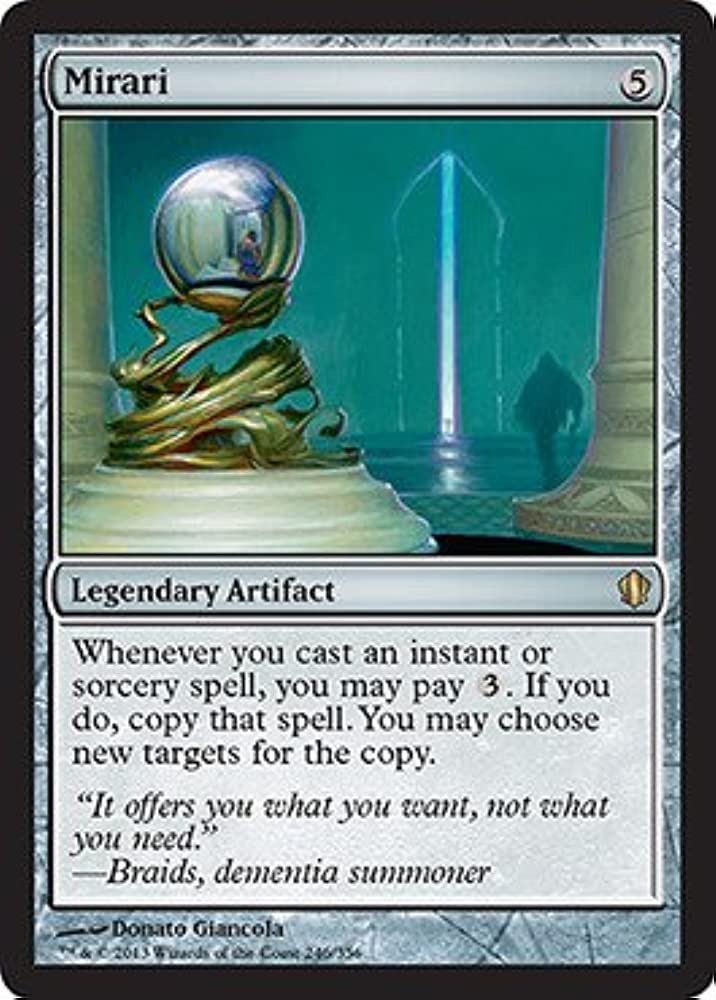 Mirari 5
Legendary Artifact
Whenever you cast an instant or
sorcery spell, you may pay 3. If you
do, copy that spell. You may choose
new targets for the copy.
“It offers you what you want, not what
you need.”
—Braids, dementia summoner
Donato Giancola
™ & © 2013 Wizards of the Coast 246/356